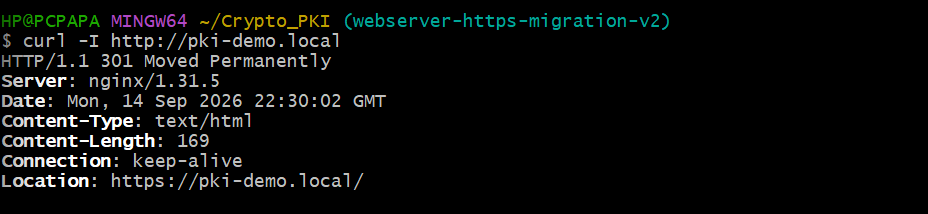 HP@PCPAPA MINGW64 ~/Crypto_PKI (webserver-https-migration-v2)
$ curl -I http://pki-demo.local
HTTP/1.1 301 Moved Permanently
Server: nginx/1.31.5
Date: Mon, 14 Sep 2026 22:30:02 GMT
Content-Type: text/html
Content-Length: 169
Connection: keep-alive
Location: https://pki-demo.local/